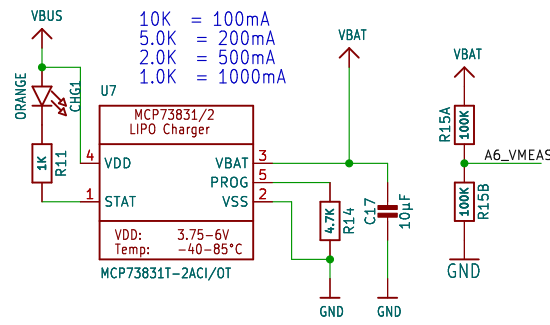 VBUS
10K = 100mA
5.0K = 200mA
2.0K = 500mA
1.0K = 1000mA
VBAT
VBAT
ORANGE
CHG1
U7
MCP73831/2
LIPO Charger
R15A
100K
1K
R11
4
VDD
VBAT
3
A6_VMEAS
PROG
5
1
STAT
VSS
2
100K
R15B
4.7K
R14
C17
10µF
VDD: 3.75-6V
Temp: -40-85°C
MCP73831T-2ACI/OT
GND
GND
GND